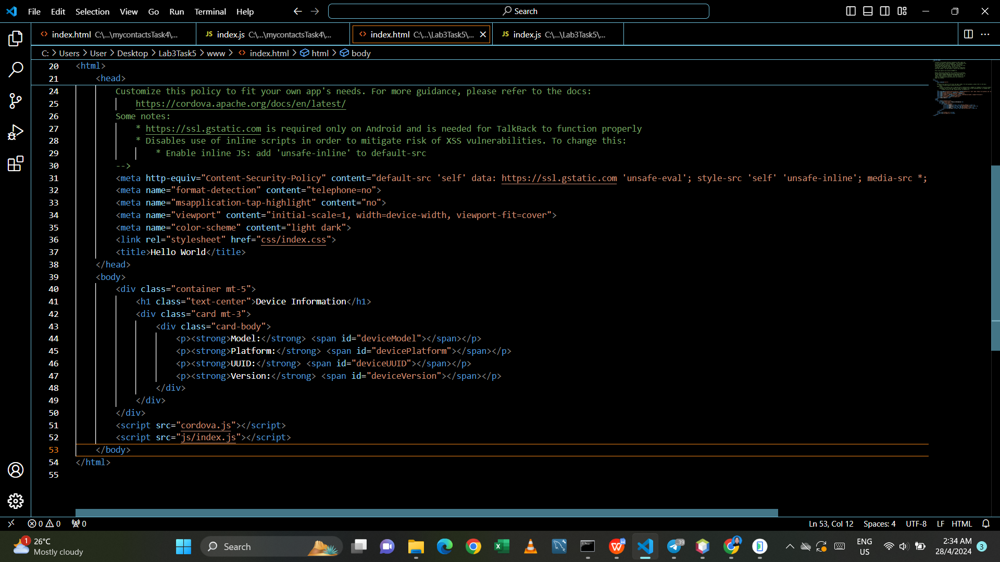 File Edit Selection View Go Run Terminal Help Search
index.html C:\...\mycontactsTask4\... JS index.js C:\...\mycontactsTask4\... index.html C:\...\Lab3Task5\... JS index.js C:\...\Lab3Task5\...
C: > Users > User > Desktop > Lab3Task5 > www > index.html > html > body
20 <html>
21 <head>
24 Customize this policy to fit your own app's needs. For more guidance, please refer to the docs:
25 https://cordova.apache.org/docs/en/latest/
26 Some notes:
27 * https://ssl.gstatic.com is required only on Android and is needed for TalkBack to function properly
28 * Disables use of inline scripts in order to mitigate risk of XSS vulnerabilities. To change this:
29 * Enable inline JS: add 'unsafe-inline' to default-src
30 -->
31 <meta http-equiv="Content-Security-Policy" content="default-src 'self' data: https://ssl.gstatic.com 'unsafe-eval'; style-src 'self' 'unsafe-inline'; media-src *;
32 <meta name="format-detection" content="telephone=no">
33 <meta name="msapplication-tap-highlight" content="no">
34 <meta name="viewport" content="initial-scale=1, width=device-width, viewport-fit=cover">
35 <meta name="color-scheme" content="light dark">
36 <link rel="stylesheet" href="css/index.css">
37 <title>Hello World</title>
38 </head>
39 <body>
40 <div class="container mt-5">
41 <h1 class="text-center">Device Information</h1>
42 <div class="card mt-3">
43 <div class="card-body">
44 <p><strong>Model:</strong> <span id="deviceModel"></span></p>
45 <p><strong>Platform:</strong> <span id="devicePlatform"></span></p>
46 <p><strong>UUID:</strong> <span id="deviceUUID"></span></p>
47 <p><strong>Version:</strong> <span id="deviceVersion"></span></p>
48 </div>
49 </div>
50 </div>
51 <script src="cordova.js"></script>
52 <script src="js/index.js"></script>
53 </body>
54 </html>
55
0 0 0 Ln 53, Col 12 Spaces: 4 UTF-8 LF HTML
1 26°C Search 39 ENG 2:34 AM 3
Mostly cloudy US 28/4/2024